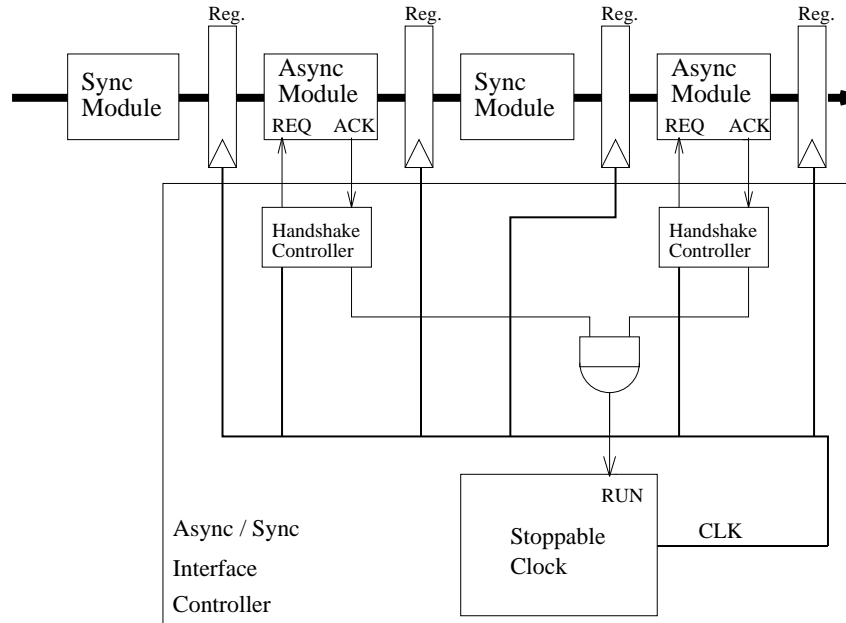 Reg.
Reg.
Reg.
Reg.
Sync
Module
Async
Module
REQ ACK
Sync
Module
Async
Module
REQ ACK
Handshake
Controller
Handshake
Controller
RUN
Stoppable
Clock
CLK
Async / Sync
Interface
Controller